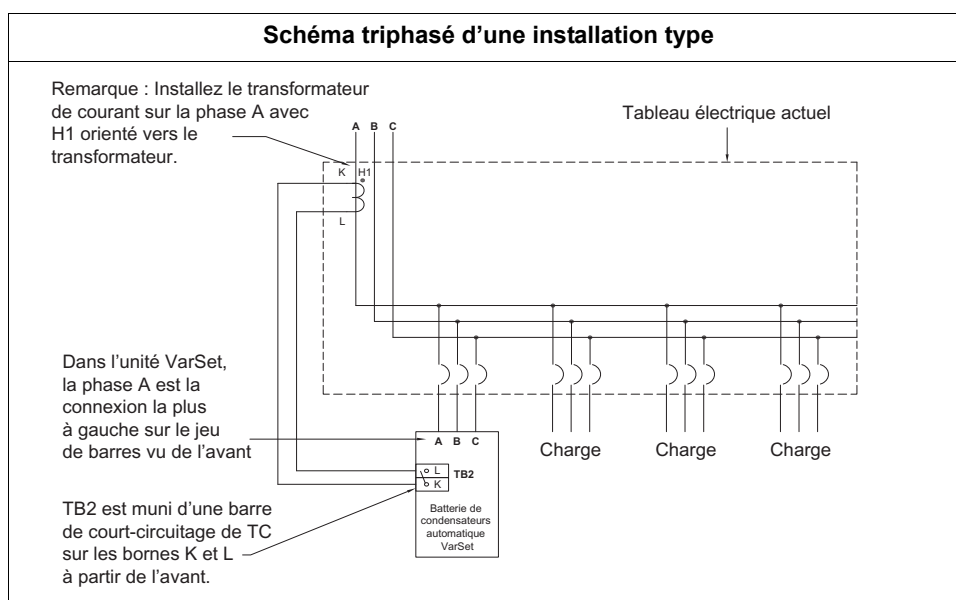 Schéma triphasé d’une installation type
Remarque : Installez le transformateur
de courant sur la phase A avec
H1 orienté vers le
transformateur.
A B C
Tableau électrique actuel
K H1
L
Dans l’unité VarSet,
la phase A est la
connexion la plus
à gauche sur le jeu
de barres vu de l’avant
A B C
Charge Charge Charge
L
TB2
K
TB2 est muni d’une barre
de court-circuitage de TC
sur les bornes K et L
à partir de l’avant.
Batterie de
condensateurs
automatique
VarSet